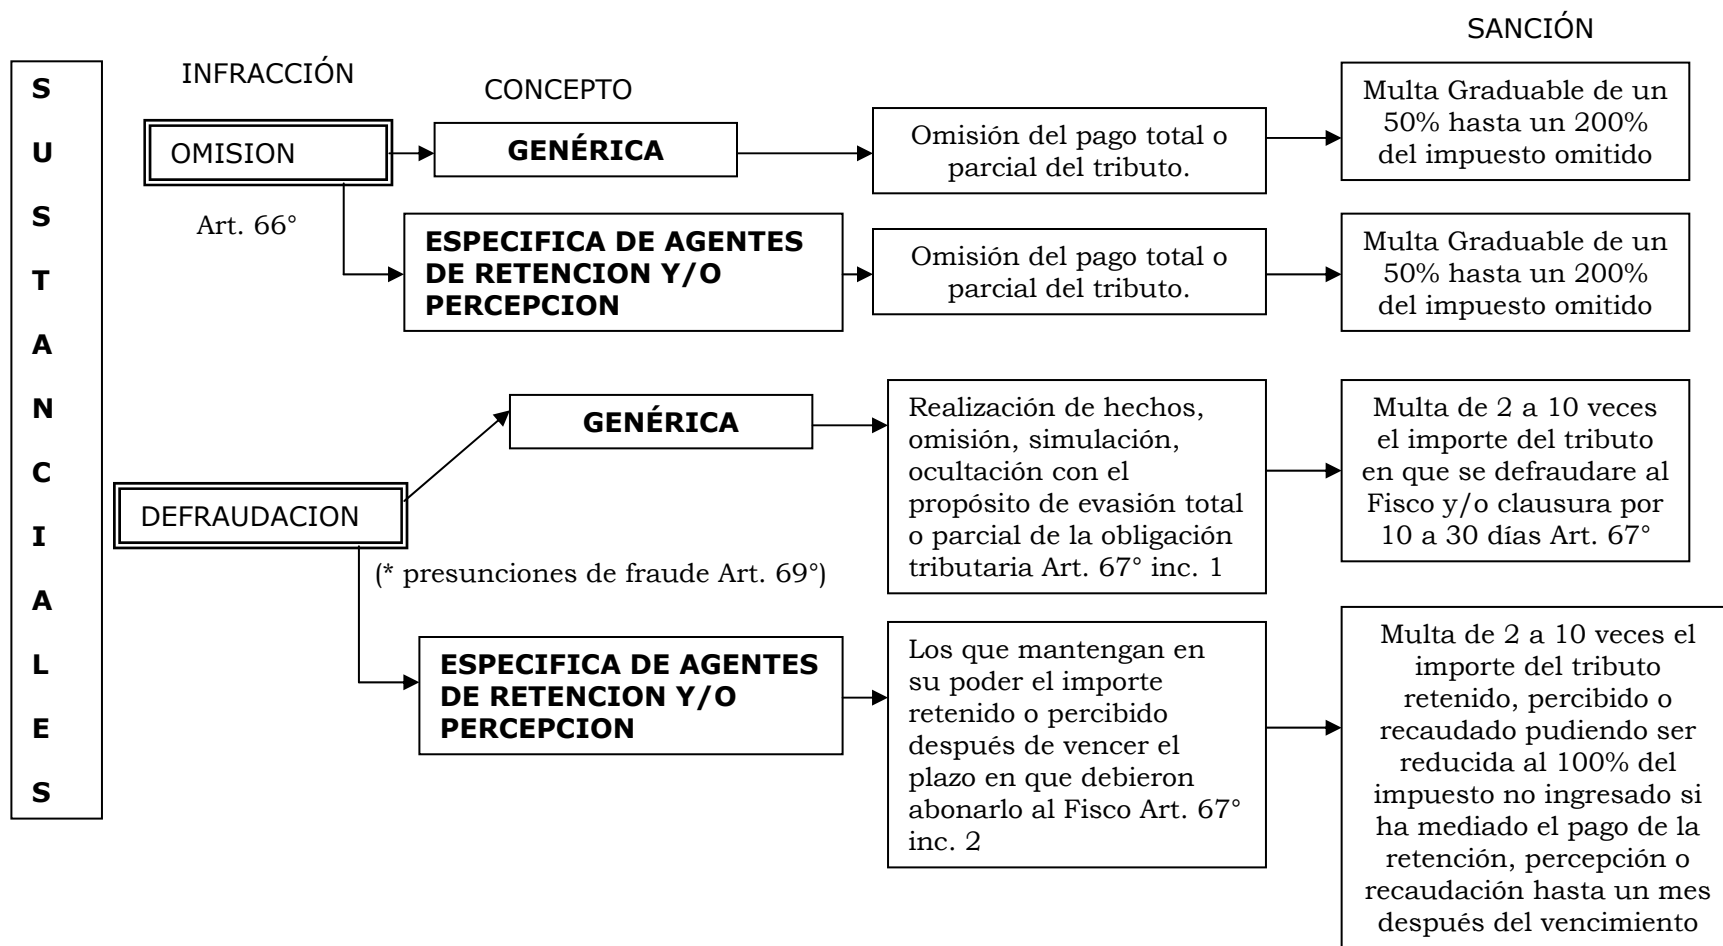 SANCIÓN
INFRACCIÓN
CONCEPTO
S
U
S
T
A
N
C
I
A
L
E
S
OMISION
GENÉRICA
Omisión del pago total o
parcial del tributo.
Multa Graduable de un
50% hasta un 200%
del impuesto omitido
Art. 66°
ESPECIFICA DE AGENTES
DE RETENCION Y/O
PERCEPCION
Omisión del pago total o
parcial del tributo.
Multa Graduable de un
50% hasta un 200%
del impuesto omitido
DEFRAUDACION
GENÉRICA
Realización de hechos,
omisión, simulación,
ocultación con el
propósito de evasión total
o parcial de la obligación
tributaria Art. 67° inc. 1
Multa de 2 a 10 veces
el importe del tributo
en que se defraudare al
Fisco y/o clausura por
10 a 30 días Art. 67°
(* presunciones de fraude Art. 69°)
ESPECIFICA DE AGENTES
DE RETENCION Y/O
PERCEPCION
Los que mantengan en
su poder el importe
retenido o percibido
después de vencer el
plazo en que debieron
abonarlo al Fisco Art. 67°
inc. 2
Multa de 2 a 10 veces el
importe del tributo
retenido, percibido o
recaudado pudiendo ser
reducida al 100% del
impuesto no ingresado si
ha mediado el pago de la
retención, percepción o
recaudación hasta un mes
después del vencimiento